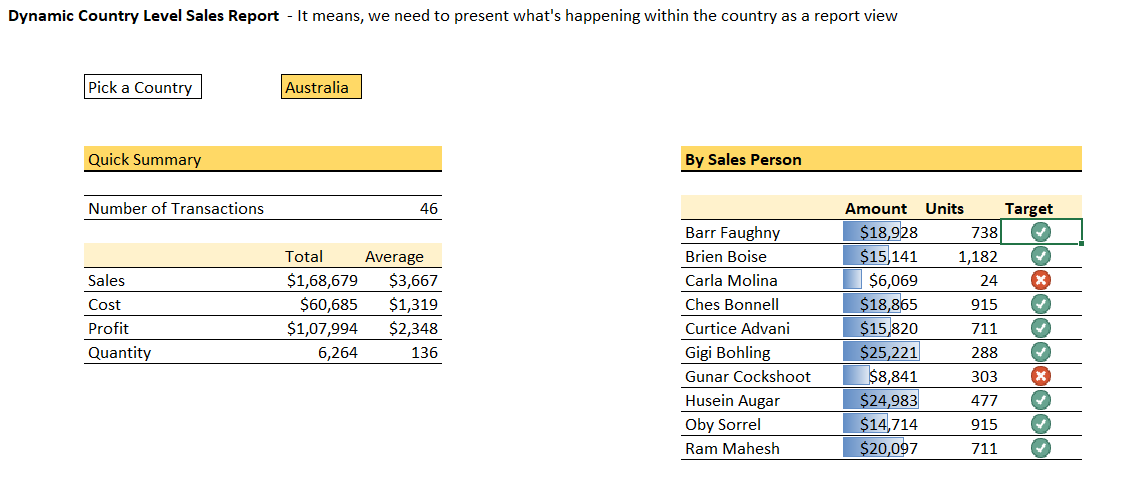 Dynamic Country Level Sales Report - It means, we need to present what's happening within the country as a report view
Pick a Country Australia
Quick Summary
Number of Transactions 46
Total Average
Sales $1,68,679 $3,667
Cost $60,685 $1,319
Profit $1,07,994 $2,348
Quantity 6,264 136
By Sales Person
Amount Units Target
Barr Faughny $18,928 738
Brien Boise $15,141 1,182
Carla Molina $6,069 24
Ches Bonnell $18,865 915
Curtice Advani $15,820 711
Gigi Bohling $25,221 288
Gunar Cockshoot $8,841 303
Husein Augar $24,983 477
Oby Sorrel $14,714 915
Ram Mahesh $20,097 711